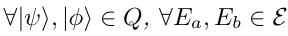 ∀|ψ⟩, |ϕ⟩ ∈ Q, ∀E_a, E_b ∈ ℰ